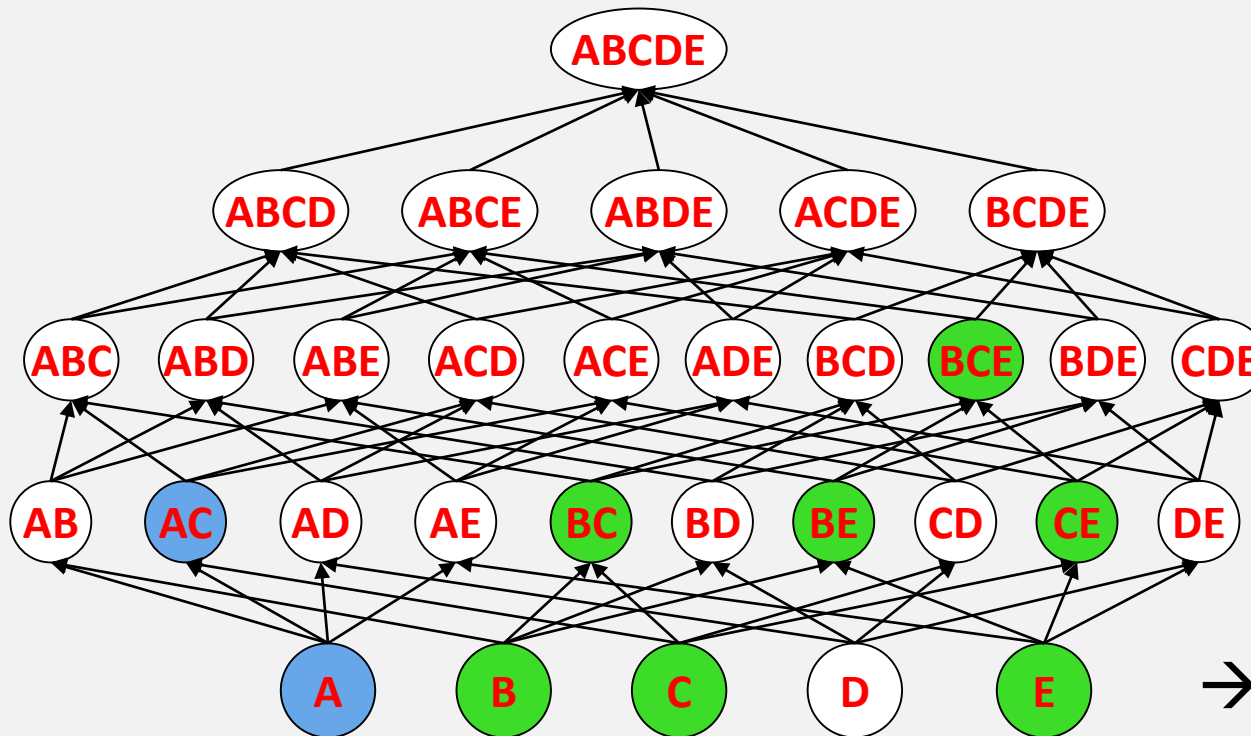 ABCDE
ABCD ABCE ABDE ACDE BCDE
ABC ABD ABE ACD ACE ADE BCD BCE BDE CDE
AB AC AD AE BC BD BE CD CE DE
A B C D E →